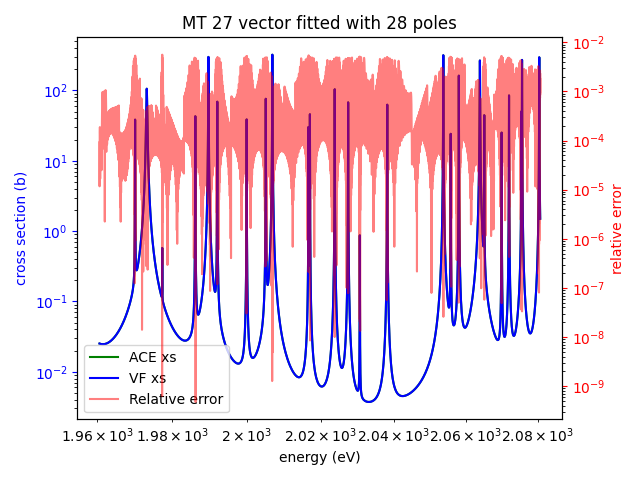 MT 27 vector fitted with 28 poles
cross section (b)
10²
10¹
10⁰
10⁻¹
10⁻²
10⁻²
10⁻³
10⁻⁴
10⁻⁵
10⁻⁶
10⁻⁷
10⁻⁸
10⁻⁹
relative error
ACE xs
VF xs
Relative error
1.96 × 10³ 1.98 × 10³ 2 × 10³ 2.02 × 10³ 2.04 × 10³ 2.06 × 10³ 2.08 × 10³
energy (eV)